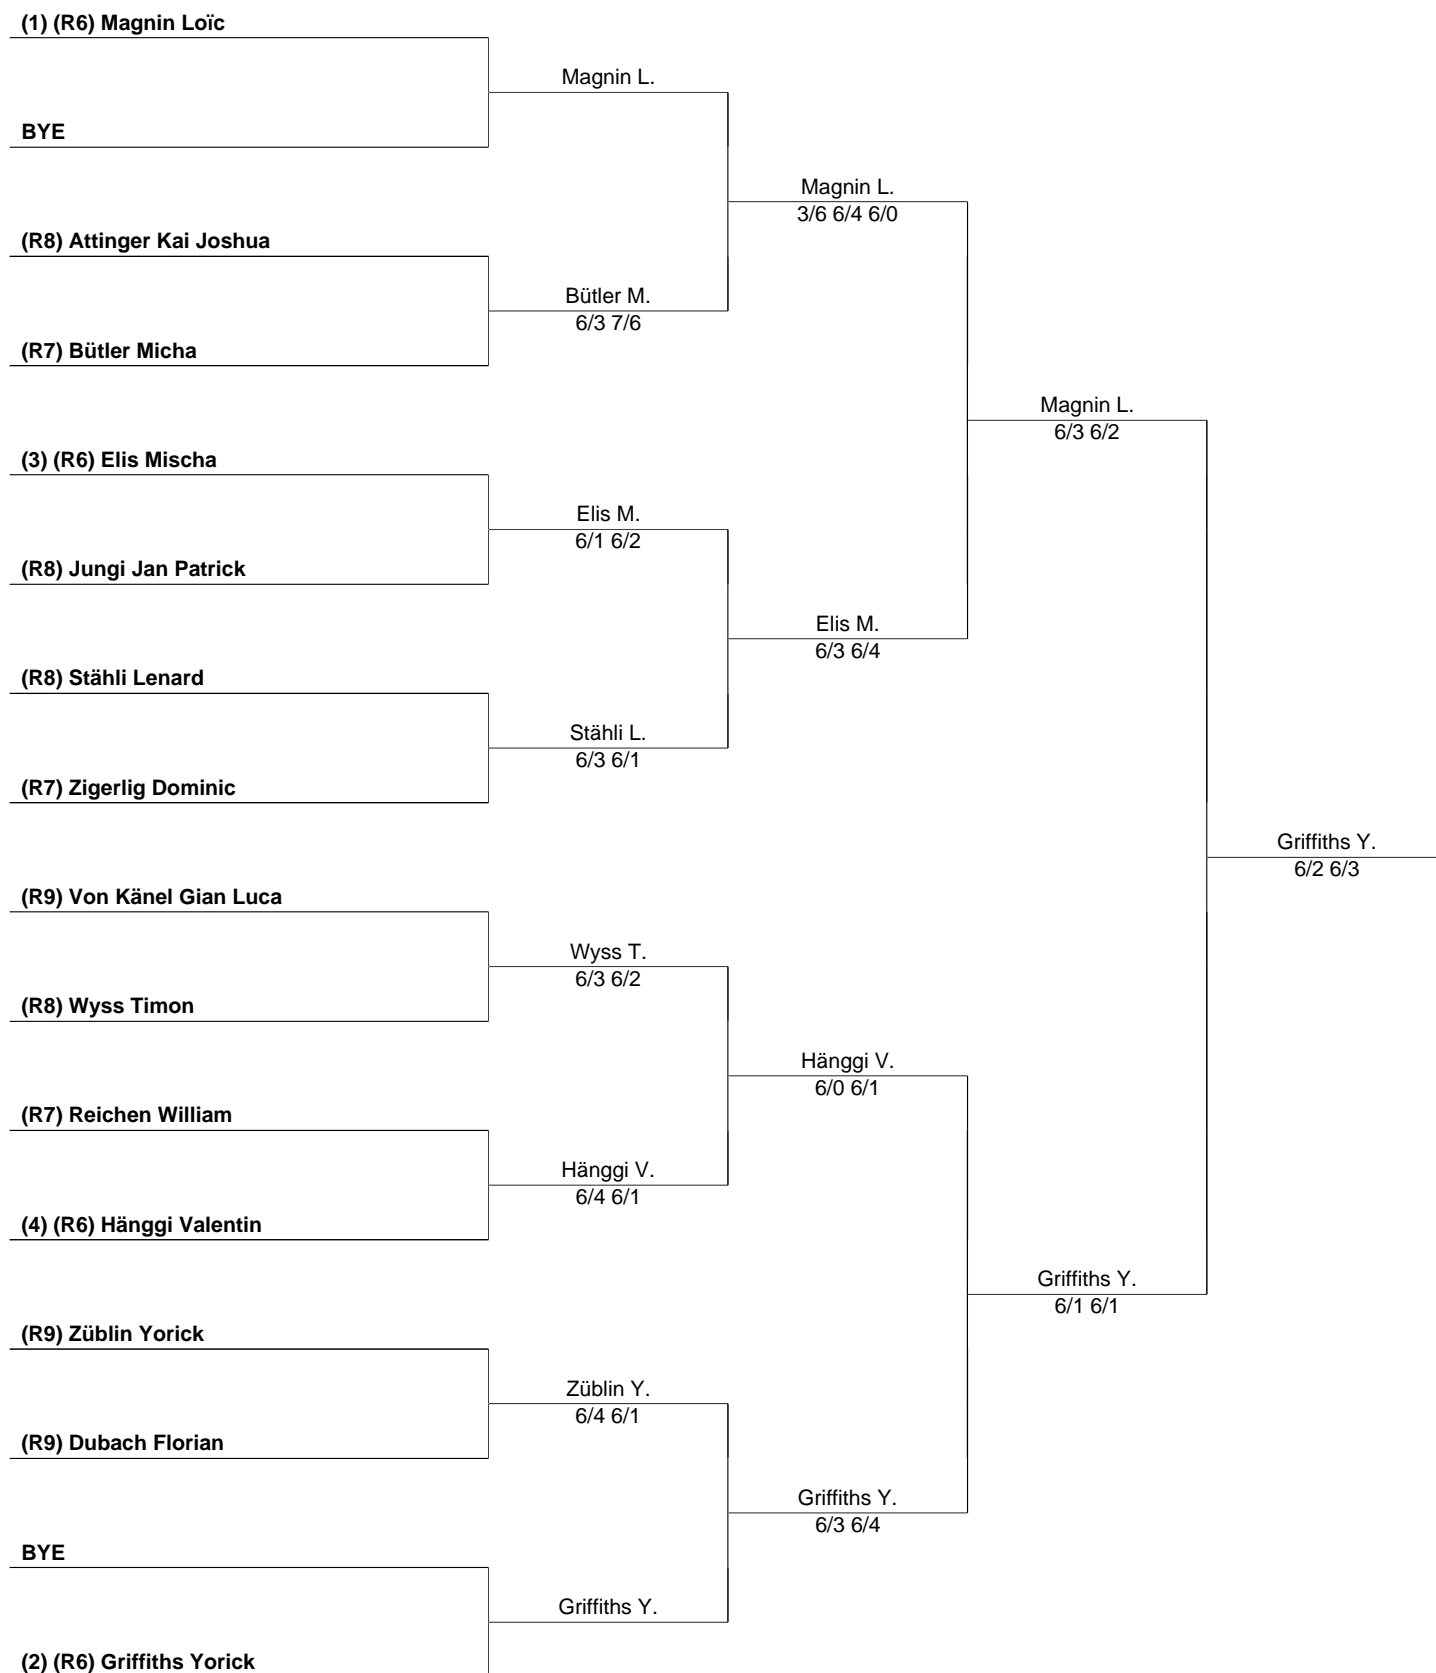 (1) (R6) Magnin Loïc
Magnin L.
BYE
Magnin L.
3/6 6/4 6/0
(R8) Attinger Kai Joshua
Bütler M.
6/3 7/6
(R7) Bütler Micha
Magnin L.
6/3 6/2
(3) (R6) Elis Mischa
Elis M.
6/1 6/2
(R8) Jungi Jan Patrick
Elis M.
6/3 6/4
(R8) Stähli Lenard
Stähli L.
6/3 6/1
(R7) Zigerlig Dominic
Griffiths Y.
6/2 6/3
(R9) Von Känel Gian Luca
Wyss T.
6/3 6/2
(R8) Wyss Timon
Hänggi V.
6/0 6/1
(R7) Reichen William
Hänggi V.
6/4 6/1
(4) (R6) Hänggi Valentin
Griffiths Y.
6/1 6/1
(R9) Züblin Yorick
Züblin Y.
6/4 6/1
(R9) Dubach Florian
Griffiths Y.
6/3 6/4
BYE
Griffiths Y.
(2) (R6) Griffiths Yorick